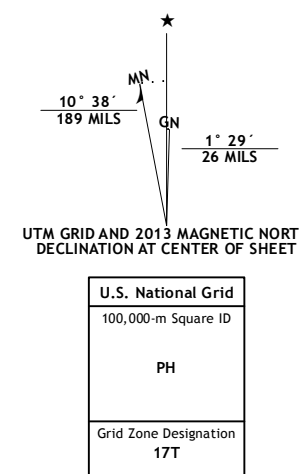 ★
MN
GN
10° 38´
189 MILS
1° 29´
26 MILS
UTM GRID AND 2013 MAGNETIC NORT
DECLINATION AT CENTER OF SHEET
U.S. National Grid
100,000-m Square ID
PH
Grid Zone Designation
17T